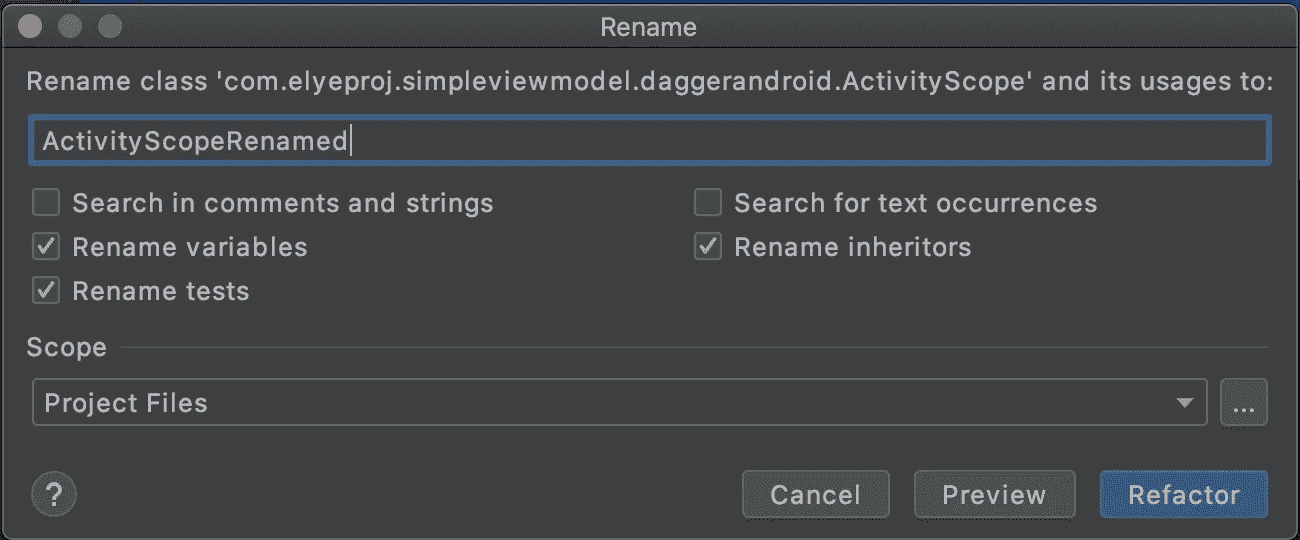 Rename
Rename class 'com.elyeproj.simpleviewmodel.daggerandroid.ActivityScope' and its usages to:
ActivityScopeRenamed
Search in comments and strings
Search for text occurrences
Rename variables
Rename inheritors
Rename tests
Scope
Project Files
...
?
Cancel
Preview
Refactor